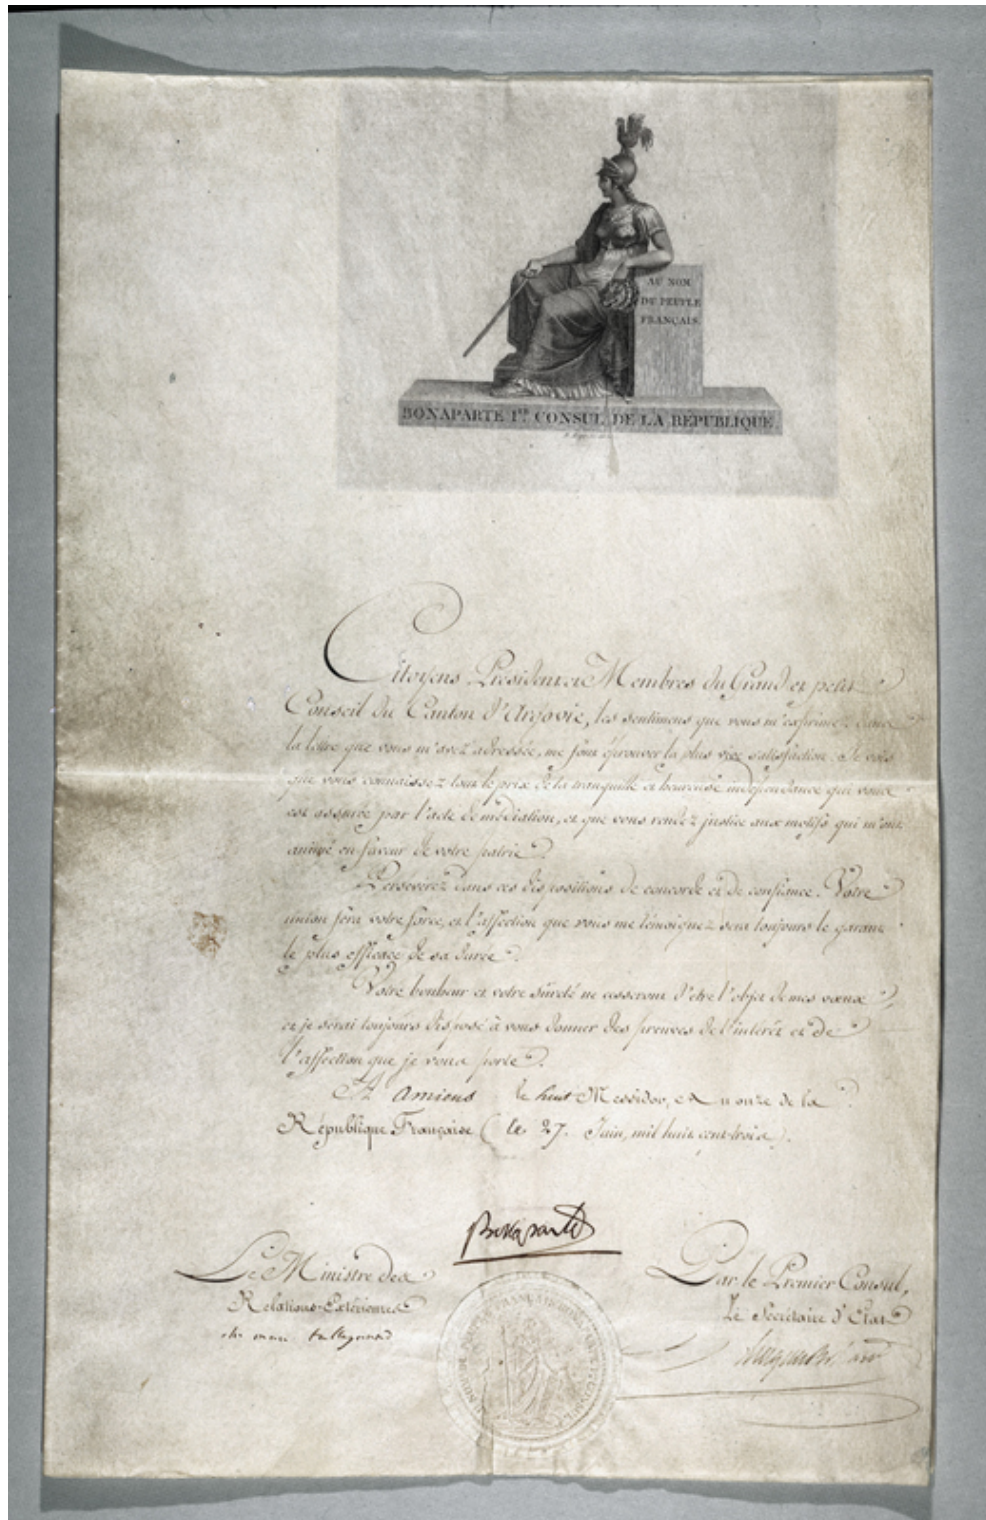 AU NOM
DU PEUPLE
FRANÇAIS.
BONAPARTE 1ER. CONSUL DE LA REPUBLIQUE.
Citoyens Président et Membres du Grand et petit
Conseil du Canton d'Argovie, les sentimens que vous m'exprimez dans
la lettre que vous m'avez adressée, me font éprouver la plus vive satisfaction. Je vois
que vous connaissez tout le prix de la tranquille et heureuse indépendance qui vous
est assurée par l'acte de médiation, et que vous rendez justice aux motifs qui m'ont
animé en faveur de votre patrie.
Persévérez dans ces dispositions de concorde et de confiance. Votre
union fera votre force, et l'affection que vous me témoignez sera toujours le garant
le plus efficace de sa durée.
Votre bonheur et votre sûreté ne cesseront d'être l'objet de mes vœux
et je serai toujours disposé à vous donner des preuves de l'intérêt et de
l'affection que je vous porte.
A amiens le huit Messidor, an onze de la
République Française (le 27. Juin, mil huit cent trois).
Bonaparte
Le Ministre des
Relations Extérieures
ch mau talleyrand
Par le Premier Consul,
Le Secrétaire d'Etat
hugues B. maret